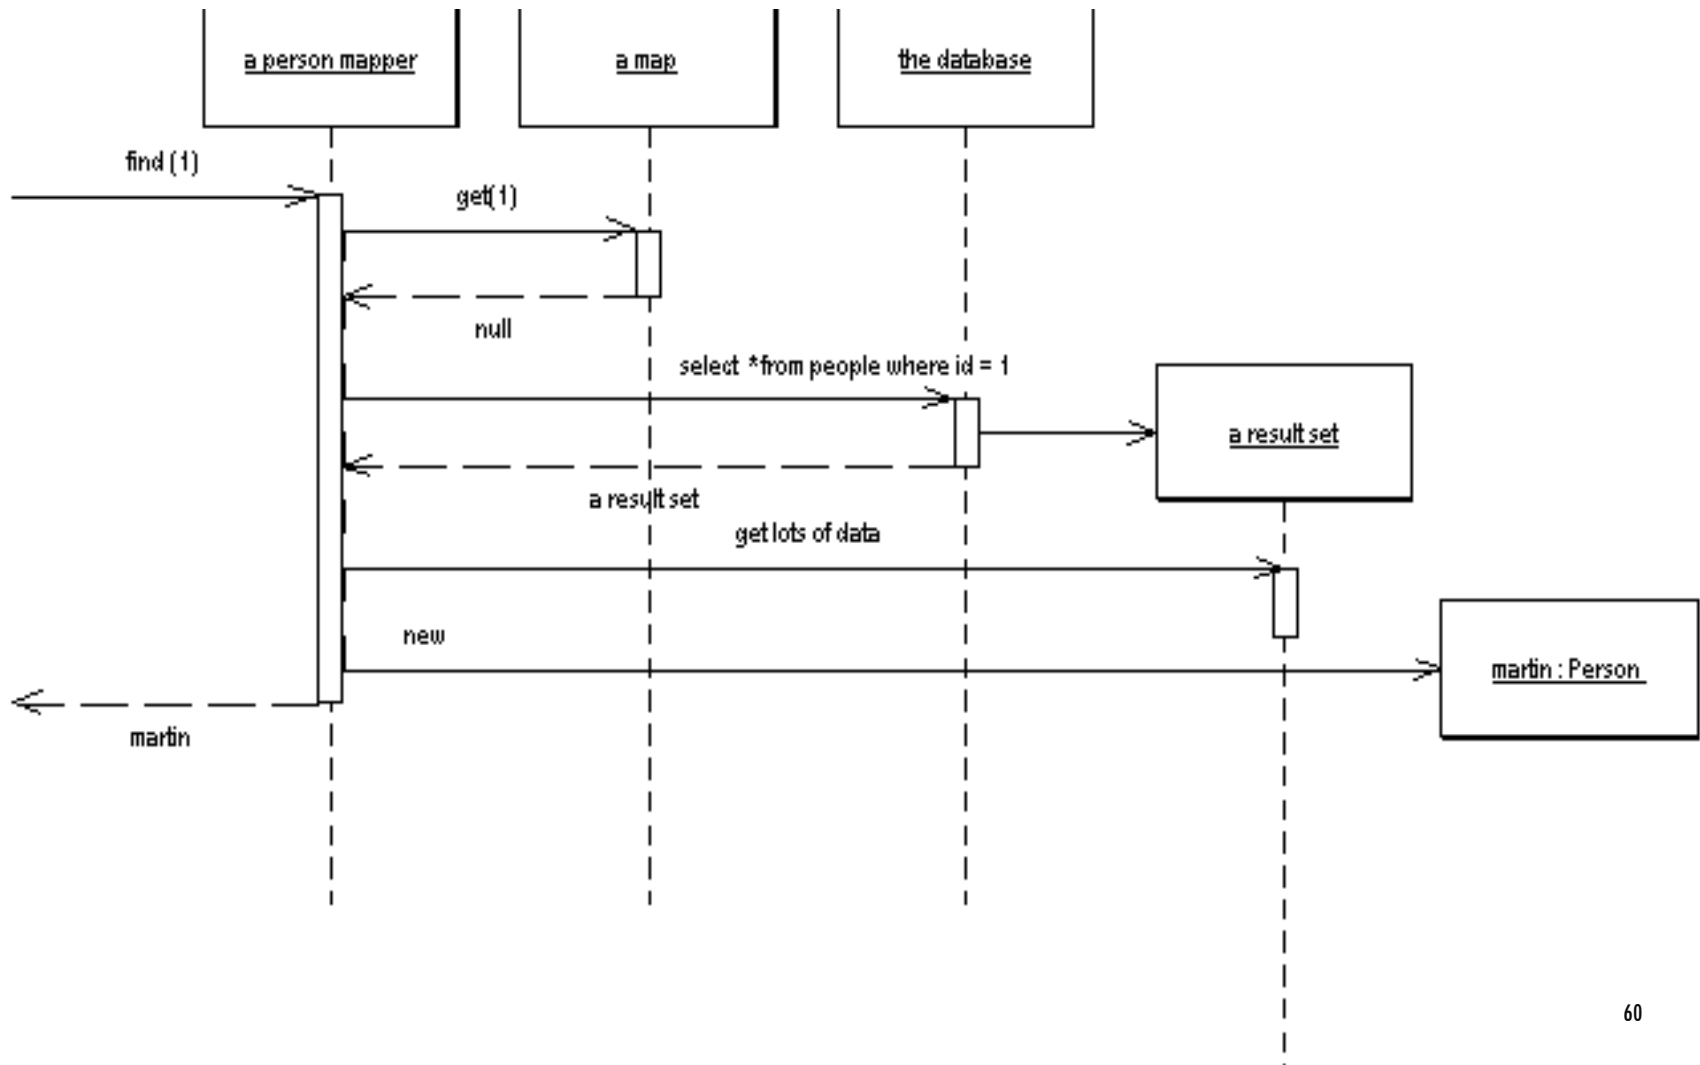 a person mapper
a map
the database
find (1)
get(1)
null
select *from people where id = 1
a result set
a result set
get lots of data
new
martin : Person
martin
60